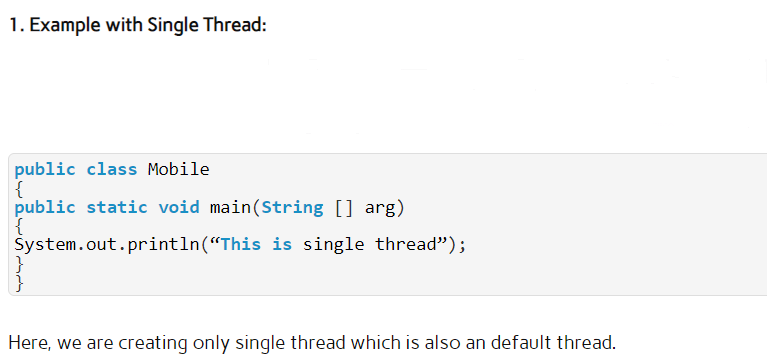 1. Example with Single Thread:
public class Mobile
{
public static void main(String [] arg)
{
System.out.println(“This is single thread”);
}
}
Here, we are creating only single thread which is also an default thread.